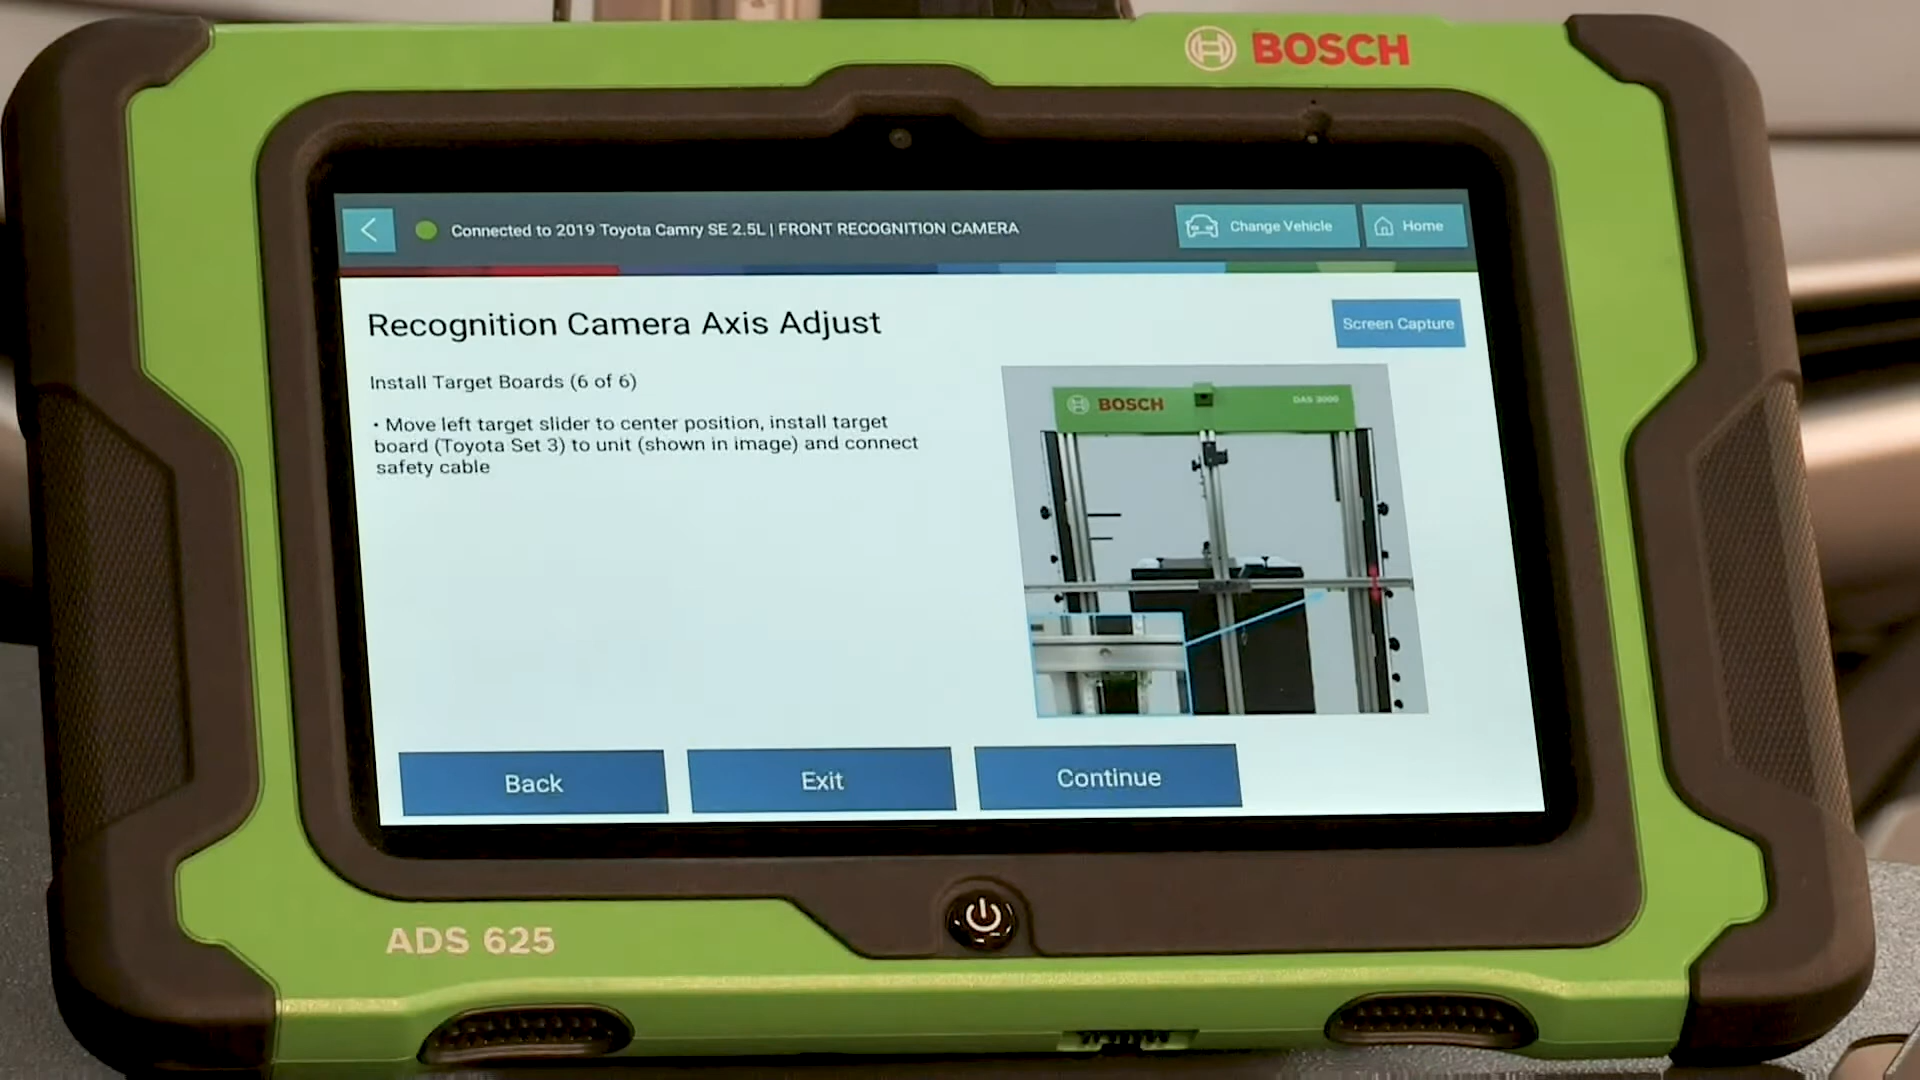 BOSCH
Connected to 2019 Toyota Camry SE 2.5L | FRONT RECOGNITION CAMERA
Change Vehicle
Home
Recognition Camera Axis Adjust
Screen Capture
Install Target Boards (6 of 6)
• Move left target slider to center position, install target
board (Toyota Set 3) to unit (shown in image) and connect
safety cable
BOSCH
DAS 3000
Back
Exit
Continue
ADS 625